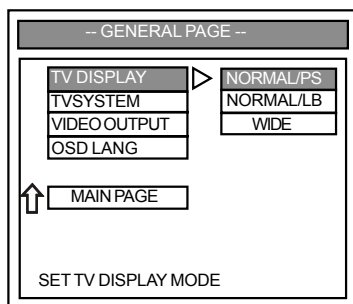 -- GENERAL PAGE --
TV DISPLAY
NORMAL/PS
TVSYSTEM
NORMAL/LB
VIDEO OUTPUT
WIDE
OSD LANG
MAIN PAGE
SET TV DISPLAY MODE